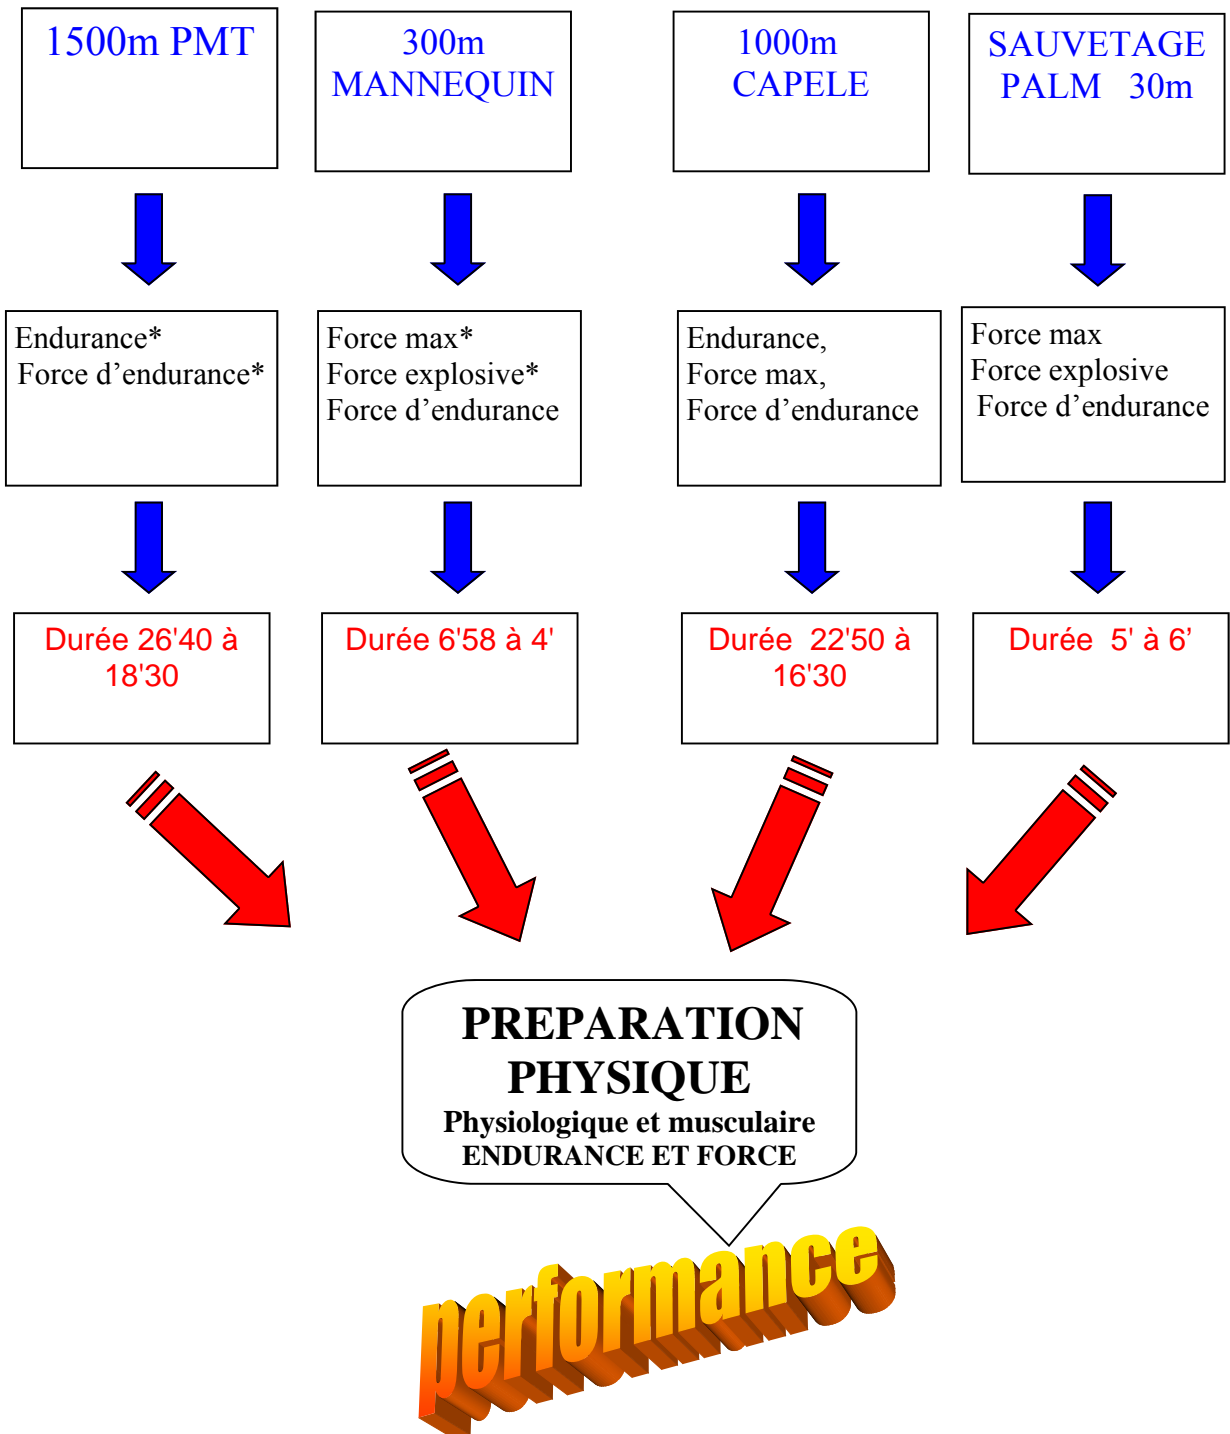 1500m PMT
300m
MANNEQUIN
1000m
CAPELE
SAUVETAGE
PALM 30m
Endurance*
Force d’endurance*
Force max*
Force explosive*
Force d’endurance
Endurance,
Force max,
Force d’endurance
Force max
Force explosive
Force d’endurance
Durée 26'40 à
18'30
Durée 6'58 à 4'
Durée 22'50 à
16'30
Durée 5' à 6’
PREPARATION
PHYSIQUE
Physiologique et musculaire
ENDURANCE ET FORCE
performance